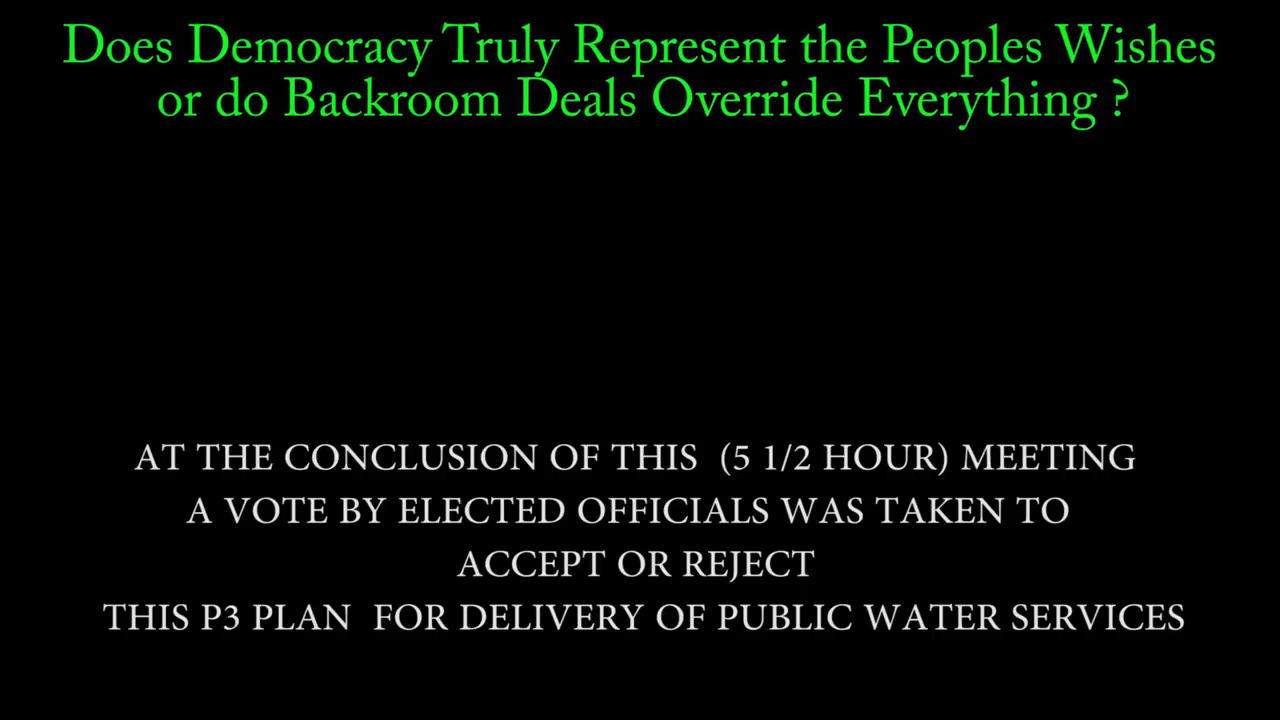 Does Democracy Truly Represent the Peoples Wishes
or do Backroom Deals Override Everything ?
AT THE CONCLUSION OF THIS (5 1/2 HOUR) MEETING
A VOTE BY ELECTED OFFICIALS WAS TAKEN TO
ACCEPT OR REJECT
THIS P3 PLAN FOR DELIVERY OF PUBLIC WATER SERVICES